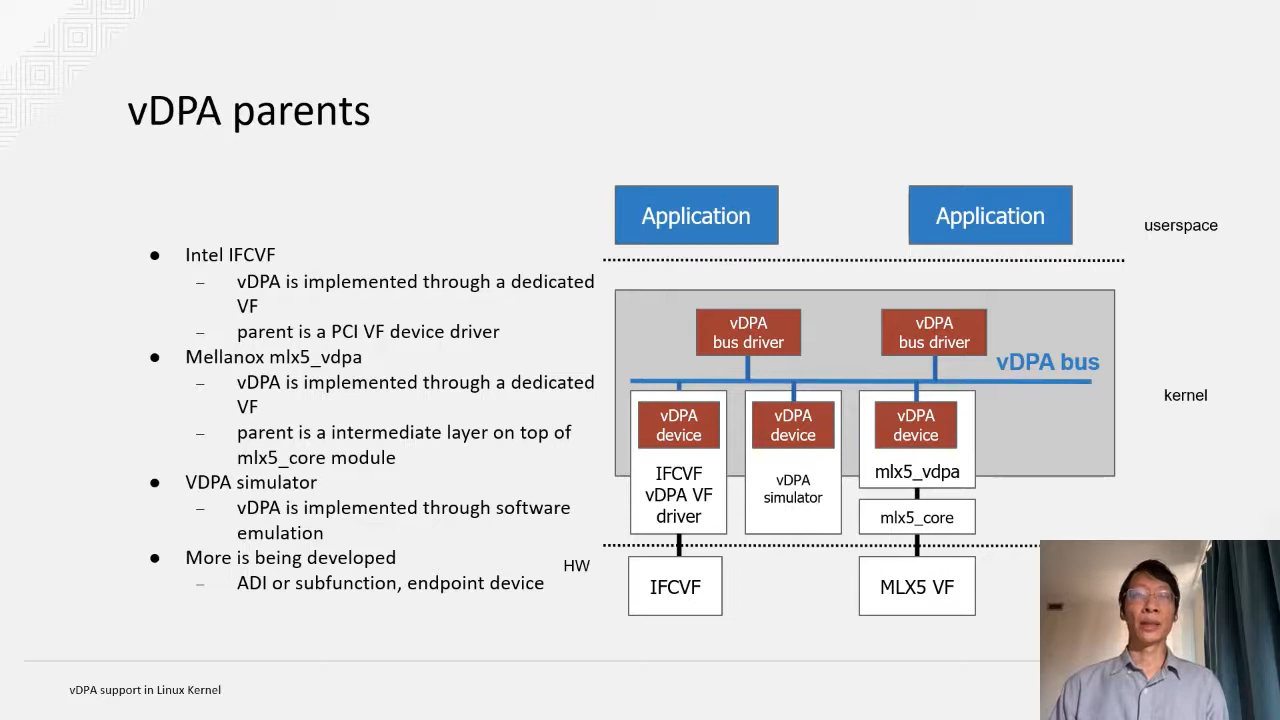 vDPA parents
● Intel IFCVF
– vDPA is implemented through a dedicated
VF
– parent is a PCI VF device driver
● Mellanox mlx5_vdpa
– vDPA is implemented through a dedicated
VF
– parent is a intermediate layer on top of
mlx5_core module
● VDPA simulator
– vDPA is implemented through software
emulation
● More is being developed
– ADI or subfunction, endpoint device
Application
Application
userspace
vDPA
bus driver
vDPA
bus driver
vDPA bus
kernel
vDPA
device
IFCVF
vDPA VF
driver
vDPA
device
vDPA
simulator
vDPA
device
mlx5_vdpa
mlx5_core
HW
IFCVF
MLX5 VF
vDPA support in Linux Kernel